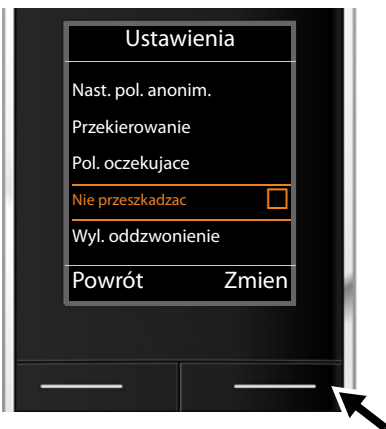 Ustawienia
Nast. pol. anonim.
Przekierowanie
Pol. oczekujace
Nie przeszkadzac
Wyl. oddzwonienie
Powrót Zmien